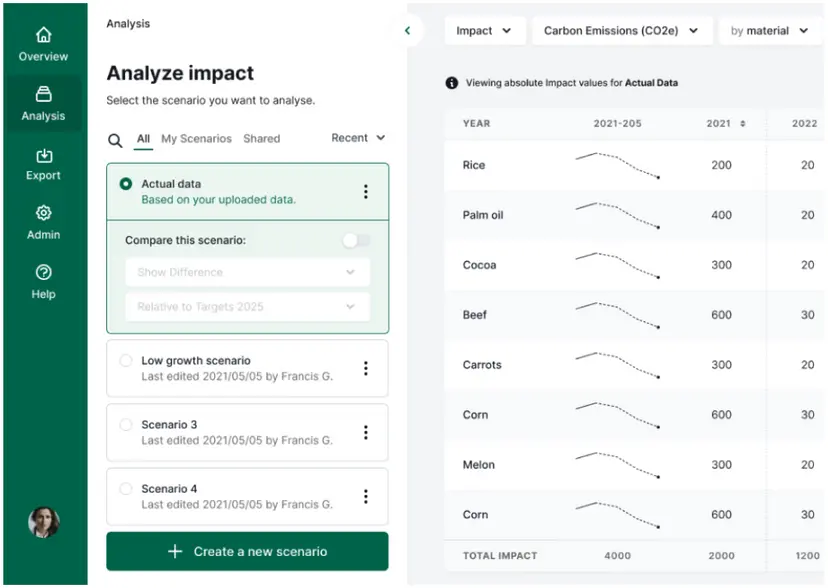 Overview
Analysis
Export
Admin
Help
Analysis
Analyze impact
Select the scenario you want to analyse.
All My Scenarios Shared Recent
Actual data
Based on your uploaded data.
Compare this scenario:
Show Difference
Relative to Targets 2025
Low growth scenario
Last edited 2021/05/05 by Francis G.
Scenario 3
Last edited 2021/05/05 by Francis G.
Scenario 4
Last edited 2021/05/05 by Francis G.
+ Create a new scenario
Impact Carbon Emissions (CO2e) by material
Viewing absolute Impact values for Actual Data
YEAR 2021-205 2021 2022
Rice 200 20
Palm oil 400 20
Cocoa 300 20
Beef 600 30
Carrots 300 20
Corn 600 30
Melon 300 20
Corn 600 30
TOTAL IMPACT 4000 2000 1200